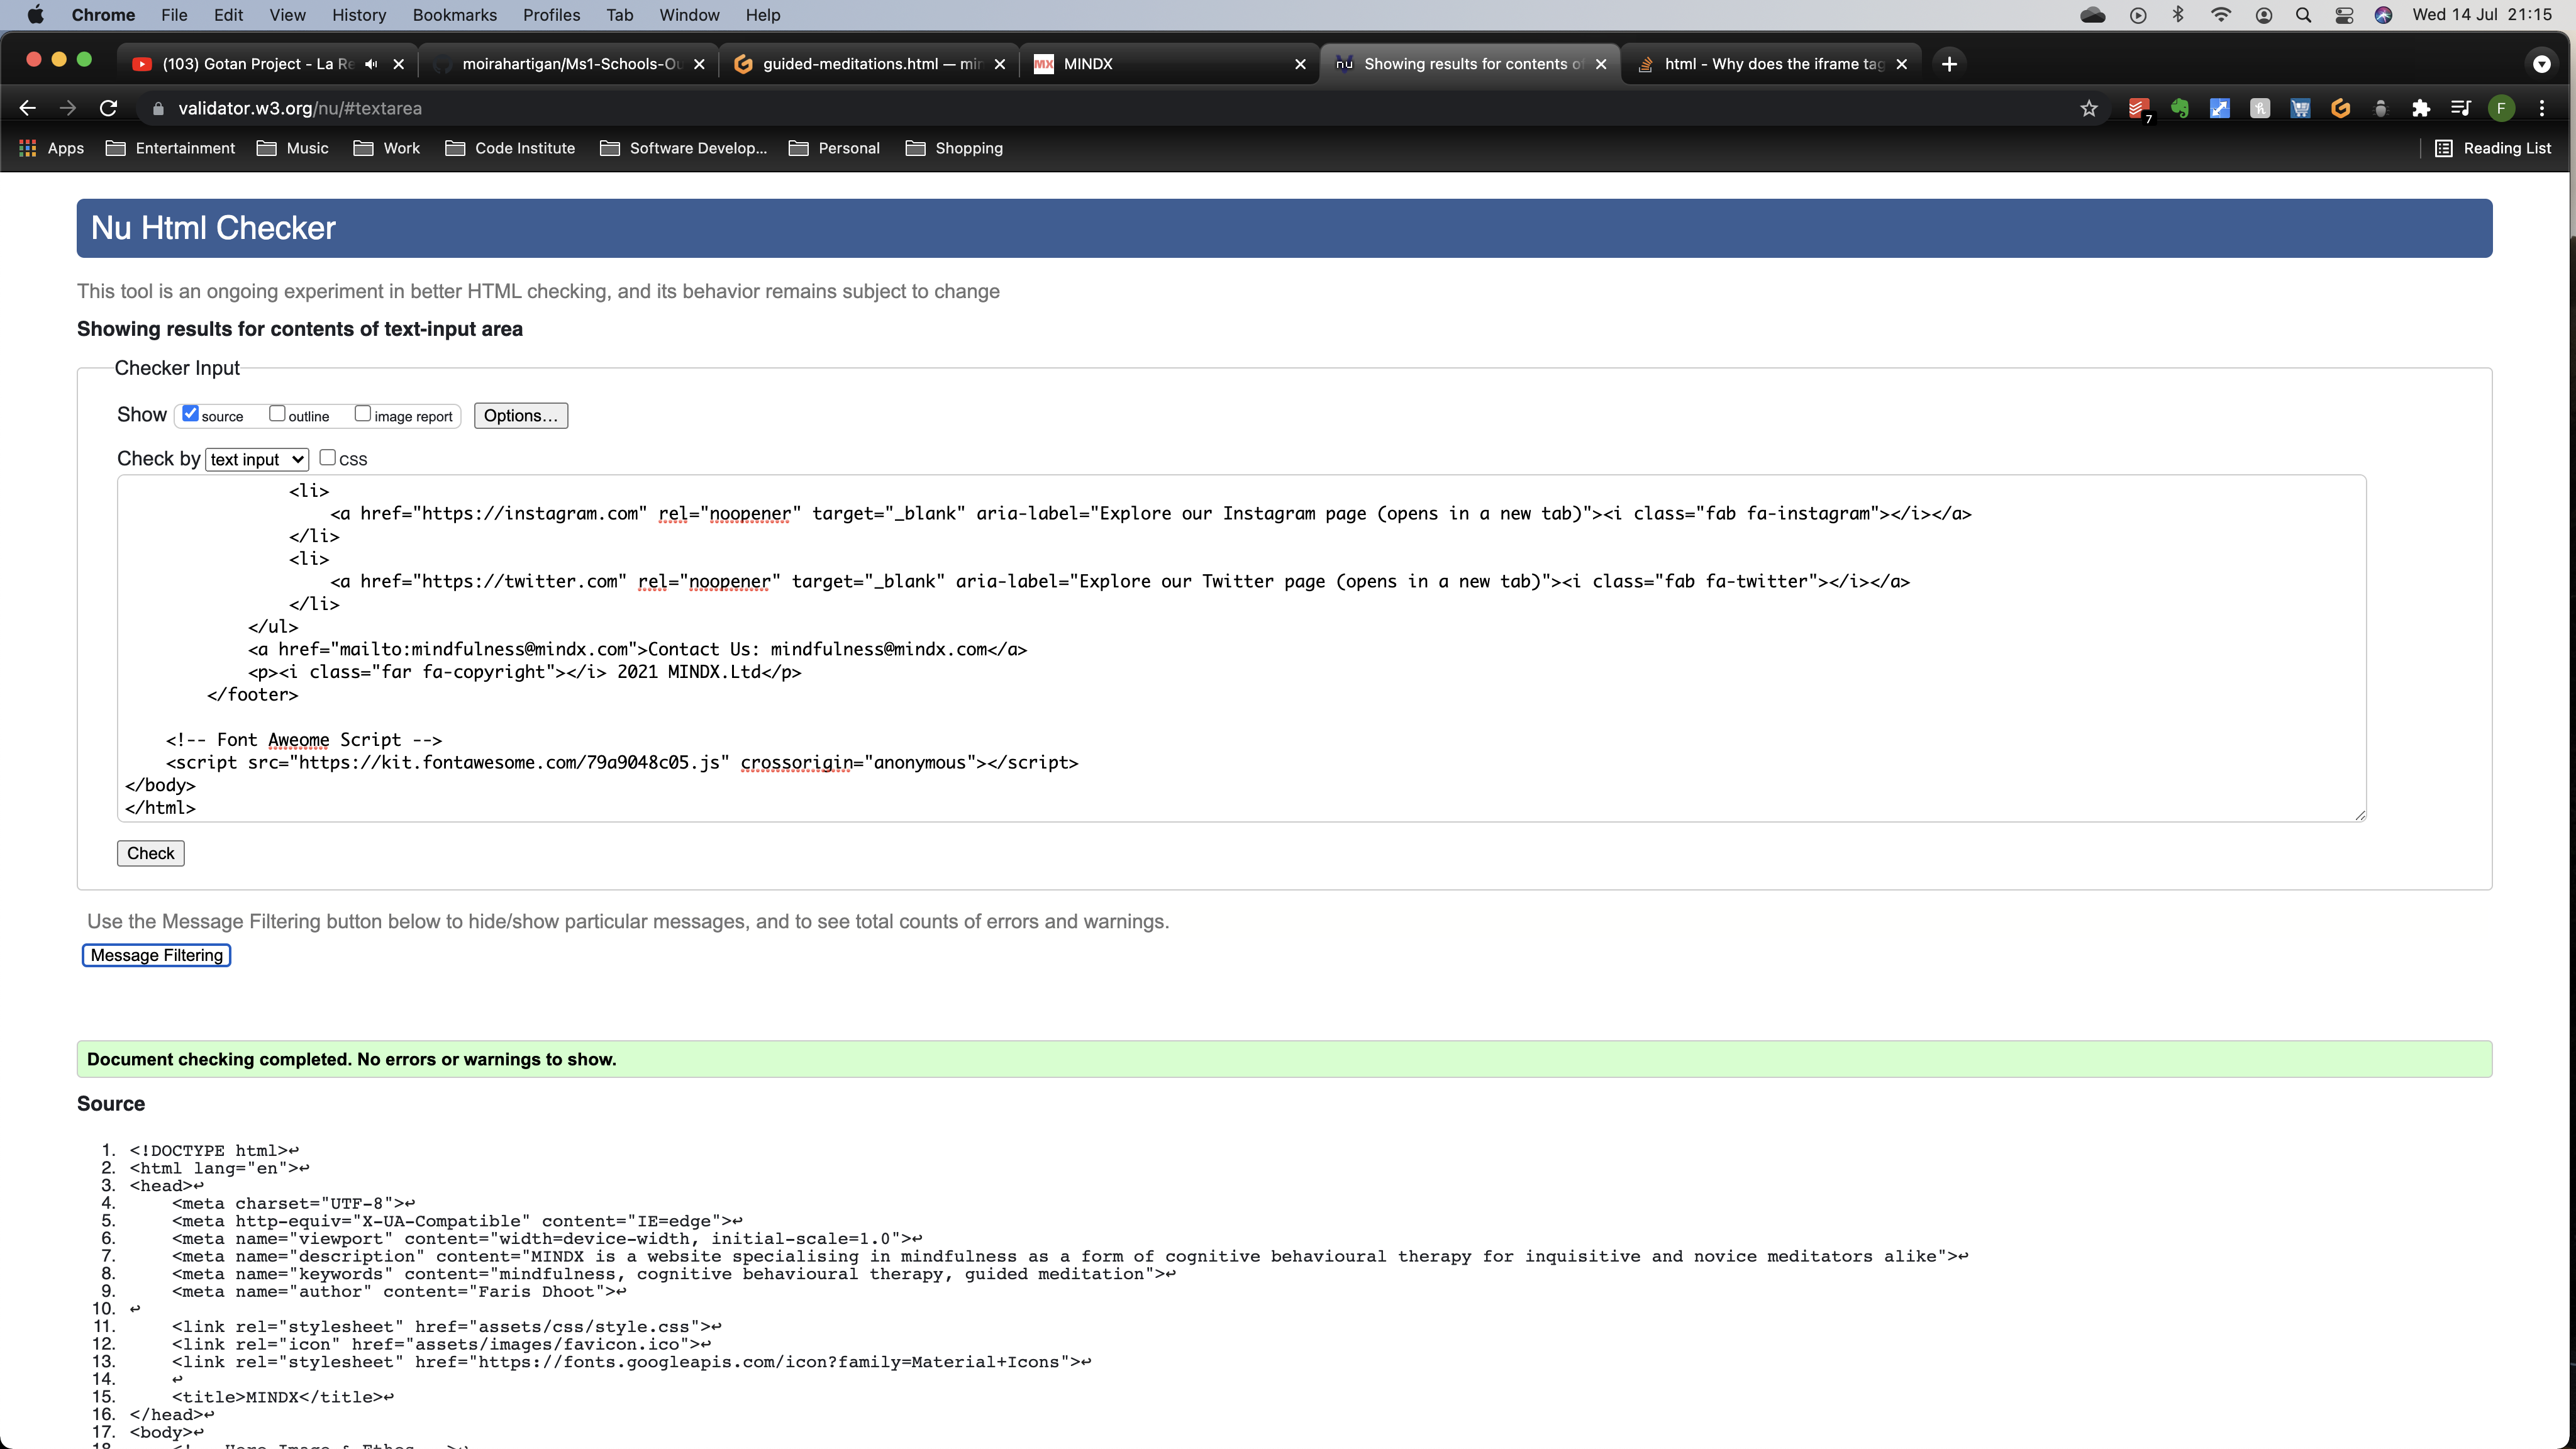 Chrome File Edit View History Bookmarks Profiles Tab Window Help Wed 14 Jul 21:15
(103) Gotan Project - La Re moirahartigan/Ms1-Schools-Ou guided-meditations.html — mir MX MINDX nu Showing results for contents of html - Why does the iframe tag
validator.w3.org/nu/#textarea 7 F
Apps Entertainment Music Work Code Institute Software Develop... Personal Shopping Reading List
Nu Html Checker
This tool is an ongoing experiment in better HTML checking, and its behavior remains subject to change
Showing results for contents of text-input area
Checker Input
Show source outline image report Options...
Check by text input CSS
<li>
<a href="https://instagram.com" rel="noopener" target="_blank" aria-label="Explore our Instagram page (opens in a new tab)"><i class="fab fa-instagram"></i></a>
</li>
<li>
<a href="https://twitter.com" rel="noopener" target="_blank" aria-label="Explore our Twitter page (opens in a new tab)"><i class="fab fa-twitter"></i></a>
</li>
</ul>
<a href="mailto:mindfulness@mindx.com">Contact Us: mindfulness@mindx.com</a>
<p><i class="far fa-copyright"></i> 2021 MINDX.Ltd</p>
</footer>
<!-- Font Aweome Script -->
<script src="https://kit.fontawesome.com/79a9048c05.js" crossorigin="anonymous"></script>
</body>
</html>
Check
Use the Message Filtering button below to hide/show particular messages, and to see total counts of errors and warnings.
Message Filtering
Document checking completed. No errors or warnings to show.
Source
1. <!DOCTYPE html>↩
2. <html lang="en">↩
3. <head>↩
4. <meta charset="UTF-8">↩
5. <meta http-equiv="X-UA-Compatible" content="IE=edge">↩
6. <meta name="viewport" content="width=device-width, initial-scale=1.0">↩
7. <meta name="description" content="MINDX is a website specialising in mindfulness as a form of cognitive behavioural therapy for inquisitive and novice meditators alike">↩
8. <meta name="keywords" content="mindfulness, cognitive behavioural therapy, guided meditation">↩
9. <meta name="author" content="Faris Dhoot">↩
10. ↩
11. <link rel="stylesheet" href="assets/css/style.css">↩
12. <link rel="icon" href="assets/images/favicon.ico">↩
13. <link rel="stylesheet" href="https://fonts.googleapis.com/icon?family=Material+Icons">↩
14. ↩
15. <title>MINDX</title>↩
16. </head>↩
17. <body>↩